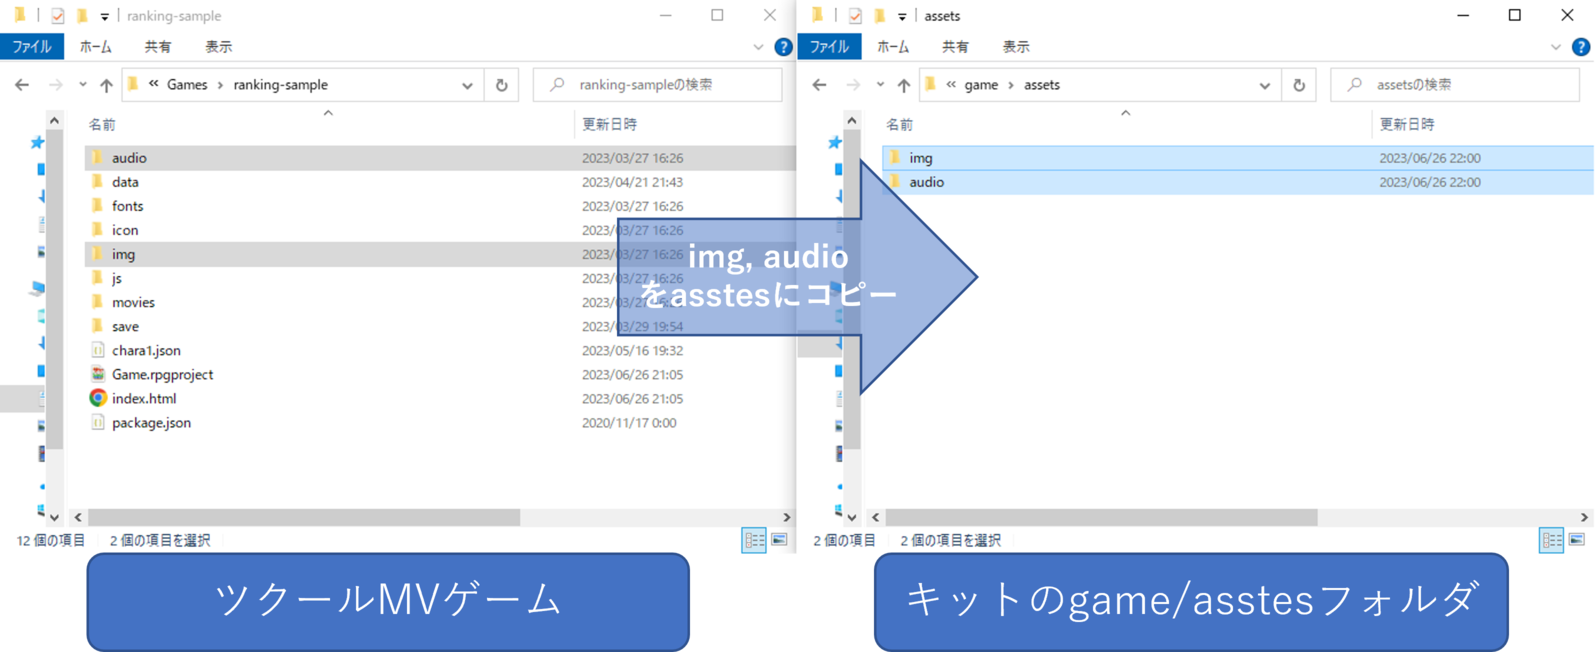 ranking-sample
ファイル ホーム 共有 表示
« Games › ranking-sample
ranking-sampleの検索
名前 更新日時
audio 2023/03/27 16:26
data 2023/04/21 21:43
fonts 2023/03/27 16:26
icon 2023/03/27 16:26
img 2023/03/27 16:26
js 2023/03/27 16:26
movies
save 2023/03/29 19:54
chara1.json 2023/05/16 19:32
Game.rpgproject 2023/06/26 21:05
index.html 2023/06/26 21:05
package.json 2020/11/17 0:00
12 個の項目 2 個の項目を選択
ツクールMVゲーム
img, audio
をasstesにコピー
assets
ファイル ホーム 共有 表示
« game › assets
assetsの検索
名前 更新日時
img 2023/06/26 22:00
audio 2023/06/26 22:00
2 個の項目 2 個の項目を選択
キットのgame/asstesフォルダ